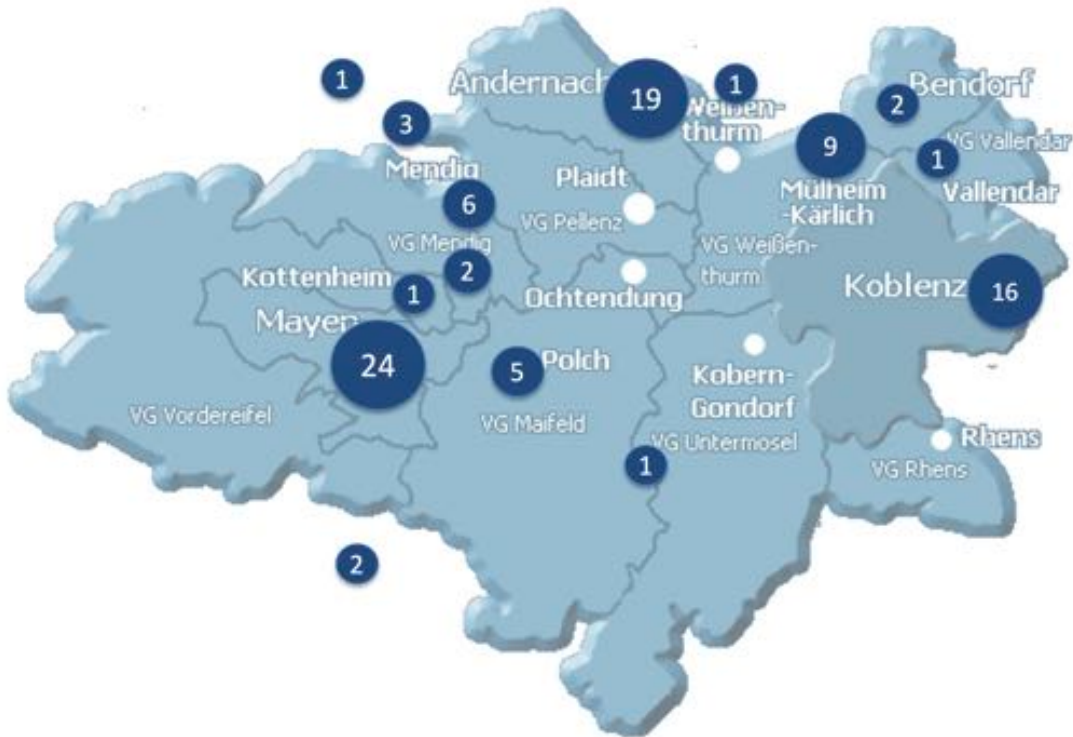 1
Andernach
19
1
Bendorf
2
3
Weißen-
thurm
9
VG Vallendar
1
Mendig
Plaidt
Mülheim
-Kärlich
Vallendar
6
VG Pellenz
VG Mendig
VG Weißen-
thurm
2
Kottenheim
1
Ochtendung
Koblenz
16
Mayen
24
5
Polch
Kobern-
Gondorf
VG Vordereifel
VG Maifeld
VG Untermosel
Rhens
1
VG Rhens
2